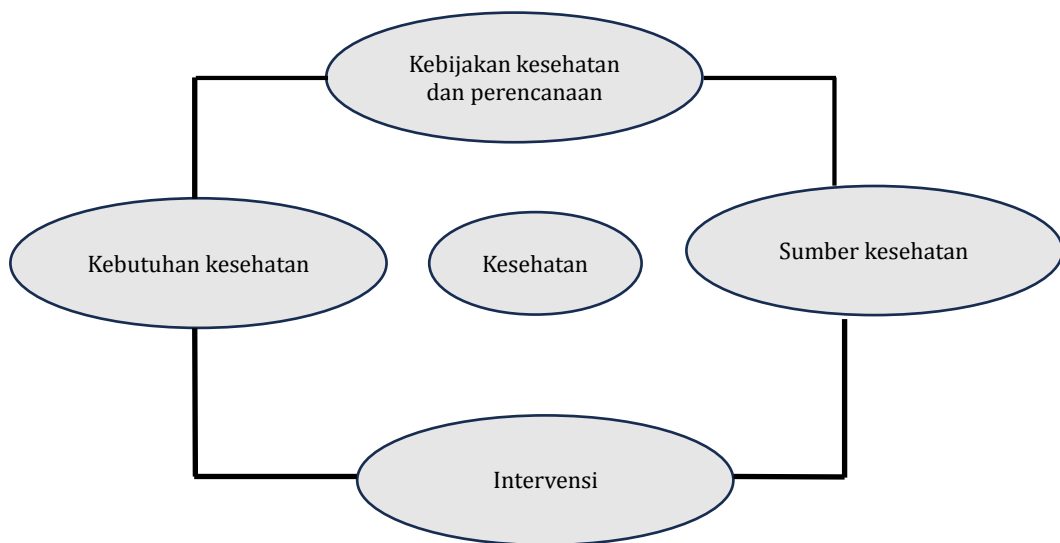 Kebijakan kesehatan
dan perencanaan
Kebutuhan kesehatan
Kesehatan
Sumber kesehatan
Intervensi